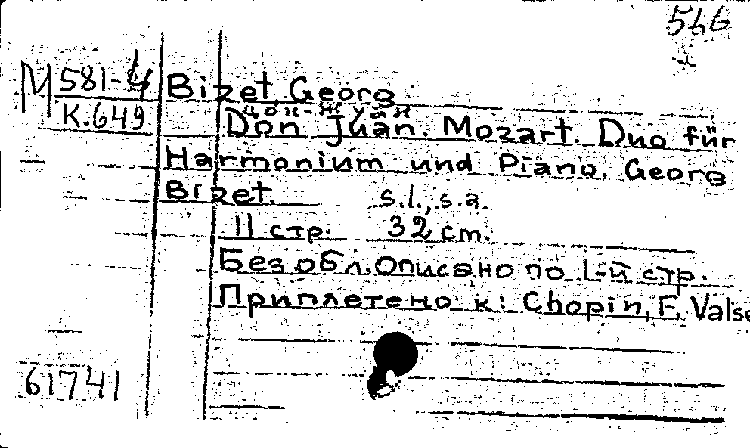 546
М 581-4
К.649
Bizet Georg
Дон-Жуан
Don Juan. Mozart. Duo für
Harmonium und Piano. Georg
Bizet. s.l., s.a.
11 стр. 32 cm.
Без обл. Описано по 1-й стр.
Приплетено к: Chopin, F. Valse
61741